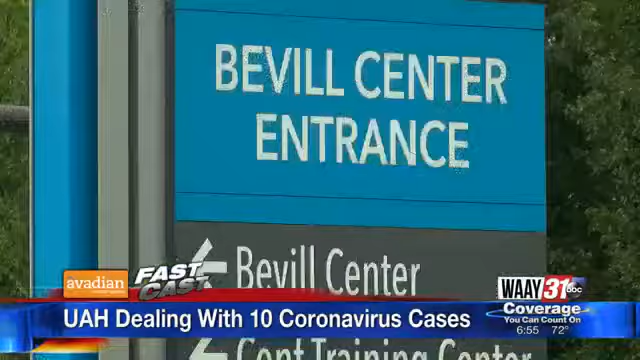 BEVILL CENTER
ENTRANCE
← Bevill Center
avadian
FAST
CAST
WAAY 31 abc
UAH Dealing With 10 Coronavirus Cases
Coverage
You Can Count On
6:55 72°
Cont Training Center